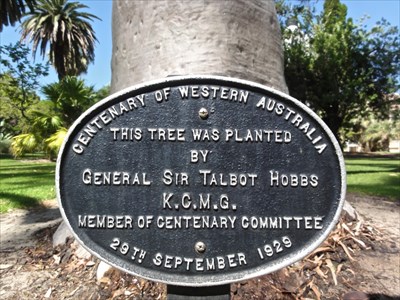 CENTENARY OF WESTERN AUSTRALIA
THIS TREE WAS PLANTED
BY
GENERAL SIR TALBOT HOBBS
K.C.M.G.
MEMBER OF CENTENARY COMMITTEE
29TH SEPTEMBER 1929